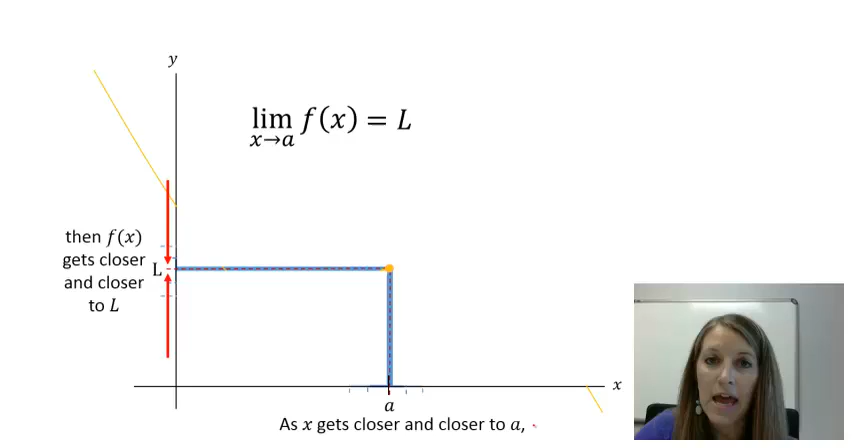 y
lim f(x) = L
x→a
then f(x)
gets closer
and closer
to L
L
x
a
As x gets closer and closer to a,